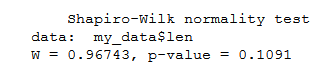 Shapiro-Wilk normality test
data:  my_data$len
W = 0.96743, p-value = 0.1091